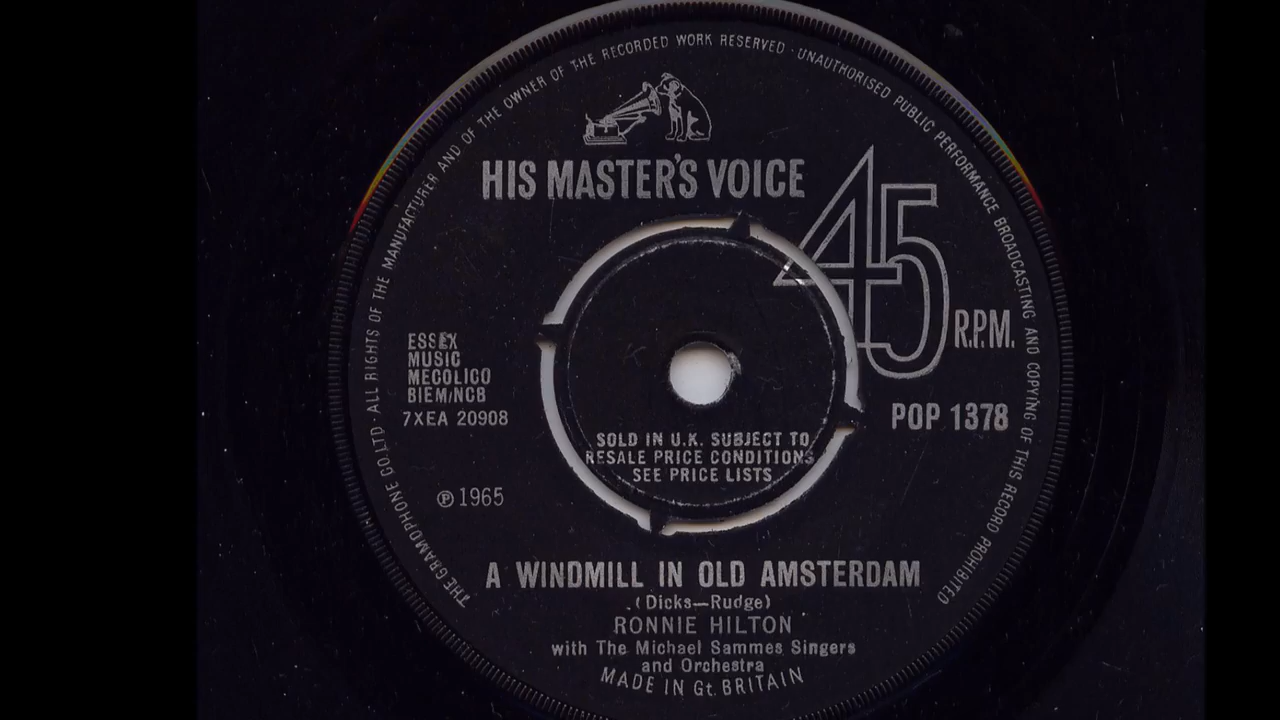 THE GRAMOPHONE CO.LTD · ALL RIGHTS OF THE MANUFACTURER AND OF THE OWNER OF THE RECORDED WORK RESERVED · UNAUTHORISED PUBLIC PERFORMANCE BROADCASTING AND COPYING OF THIS RECORD PROHIBITED
HIS MASTER'S VOICE
45
R.P.M.
ESSEX
MUSIC
MECOLICO
BIEM/NCB
7XEA 20908
POP 1378
SOLD IN U.K. SUBJECT TO
RESALE PRICE CONDITIONS
SEE PRICE LISTS
℗ 1965
A WINDMILL IN OLD AMSTERDAM
(Dicks—Rudge)
RONNIE HILTON
with The Michael Sammes Singers
and Orchestra
MADE IN Gt. BRITAIN